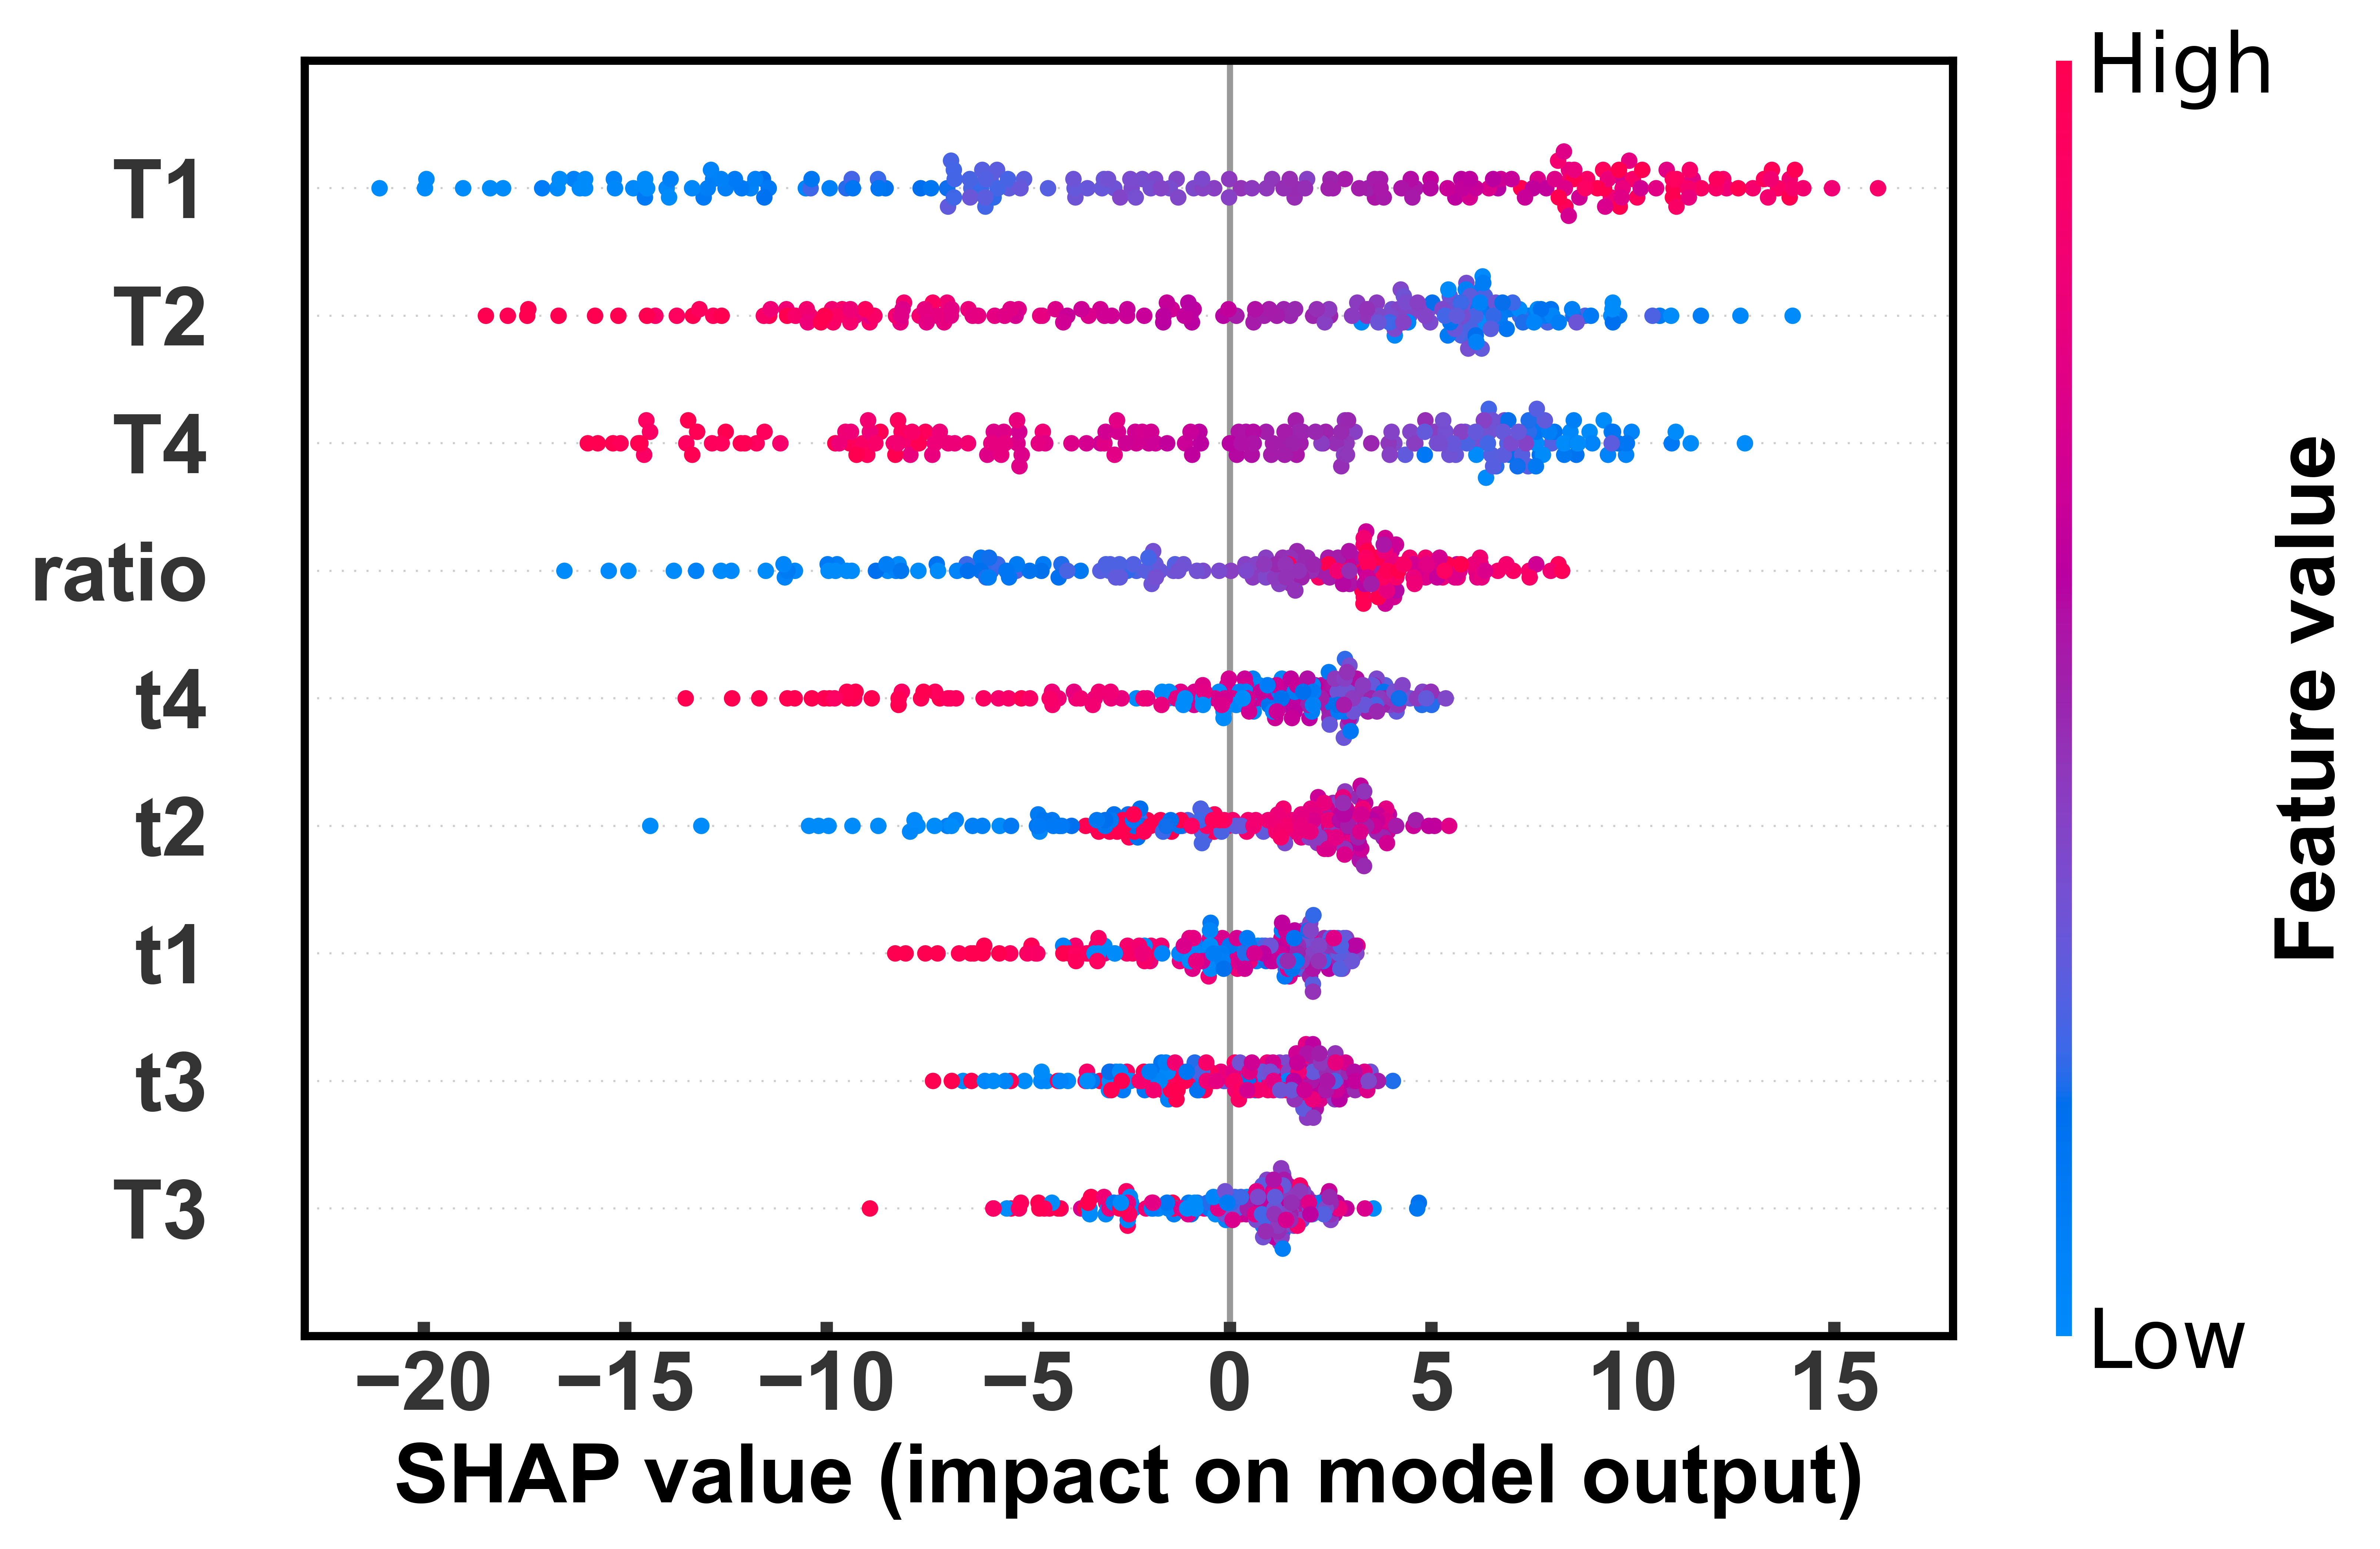 High
T1
T2
T4
ratio
t4
t2
t1
t3
T3
Feature value
Low
−20 −15 −10 −5 0 5 10 15
SHAP value (impact on model output)